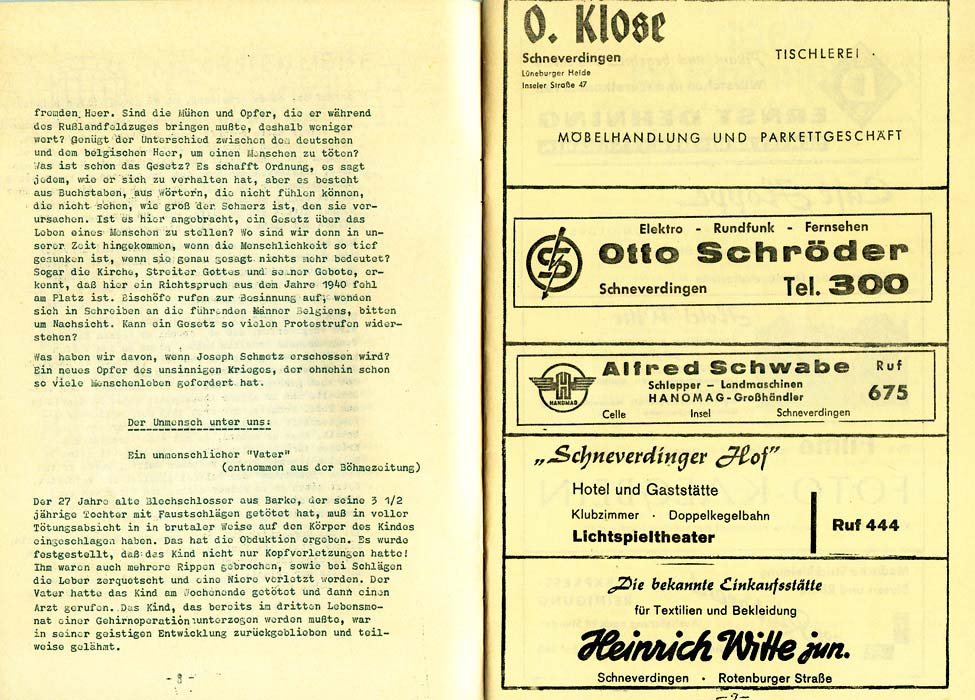 fremden Heer. Sind die Mühen und Opfer, die er während
des Rußlandfeldzuges bringen mußte, deshalb weniger
wert? Genügt der Unterschied zwischen dem deutschen
und dem belgischen Heer, um einen Menschen zu töten?
Was ist schon das Gesetz? Es schafft Ordnung, es sagt
jedem, wie er sich zu verhalten hat, aber es besteht
aus Buchstaben, aus Wörtern, die nicht fühlen können,
die nicht sehen, wie groß der Schmerz ist, den sie ver-
ursachen. Ist es hier angebracht, ein Gesetz über das
Leben eines Menschen zu stellen? Wo sind wir denn in un-
serer Zeit hingekommen, wenn die Menschlichkeit so tief
gesunken ist, wenn sie genau gesagt nichts mehr bedeutet?
Sogar die Kirche, Streiter Gottes und seiner Gebote, er-
kennt, daß hier ein Richtspruch aus dem Jahre 1940 fehl
am Platz ist. Bischöfe rufen zur Besinnung auf, wenden
sich in Schreiben an die führenden Männer Belgiens, bitten
um Nachsicht. Kann ein Gesetz so vielen Protestrufen wider-
stehen?
Was haben wir davon, wenn Joseph Schmetz erschossen wird?
Ein neues Opfer des unsinnigen Krieges, der ohnehin schon
so viele Menschenleben gefordert hat.
Der Unmensch unter uns:
Ein unmenschlicher "Vater"
(entnommen aus der Böhmezeitung)
Der 27 Jahre alte Blechschlosser aus Barke, der seine 3 1/2
jährige Tochter mit Faustschlägen getötet hat, muß in voller
Tötungsabsicht in in brutaler Weise auf den Körper des Kindes
eingeschlagen haben. Das hat die Obduktion ergeben. Es wurde
festgestellt, daß das Kind nicht nur Kopfverletzungen hatte!
Ihm waren auch mehrere Rippen gebrochen, sowie bei Schlägen
die Leber zerquetscht und eine Niere verletzt worden. Der
Vater hatte das Kind am Wochenende getötet und dann einen
Arzt gerufen. Das Kind, das bereits in dritten Lebensmo-
nat einer Gehirnoperation unterzogen werden mußte, war
in seiner geistigen Entwicklung zurückgeblieben und teil-
weise gelähmt.
- 8 -
O. Klose
Schneverdingen
Lüneburger Heide
Inseler Straße 47
TISCHLEREI ·
MÖBELHANDLUNG UND PARKETTGESCHÄFT
Elektro - Rundfunk - Fernsehen
Otto Schröder
Schneverdingen Tel. 300
HANOMAG
Alfred Schwabe Ruf
Schlepper – Landmaschinen
HANOMAG-Großhändler 675
Celle Insel Schneverdingen
„Schneverdinger Hof"
Hotel und Gaststätte
Klubzimmer · Doppelkegelbahn
Lichtspieltheater
Ruf 444
Die bekannte Einkaufsstätte
für Textilien und Bekleidung
Heinrich Witte jun.
Schneverdingen · Rotenburger Straße